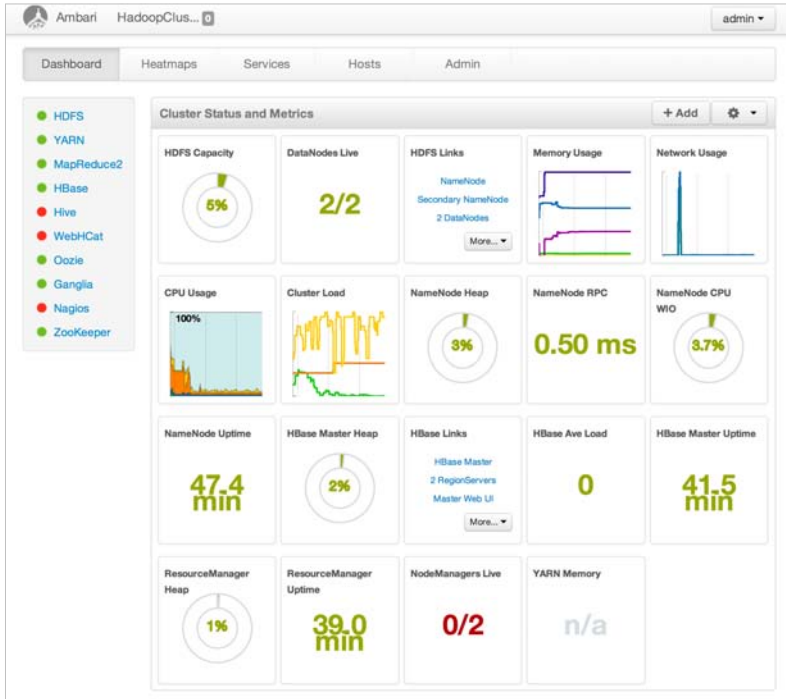 Ambari HadoopClus... 0 admin
Dashboard Heatmaps Services Hosts Admin
HDFS
YARN
MapReduce2
HBase
Hive
WebHCat
Oozie
Ganglia
Nagios
ZooKeeper
Cluster Status and Metrics + Add
HDFS Capacity
5%
DataNodes Live
2/2
HDFS Links
NameNode
Secondary NameNode
2 DataNodes
More...
Memory Usage
Network Usage
CPU Usage
100%
Cluster Load
NameNode Heap
3%
NameNode RPC
0.50 ms
NameNode CPU
WIO
3.7%
NameNode Uptime
47.4
min
HBase Master Heap
2%
HBase Links
HBase Master
2 RegionServers
Master Web UI
More...
HBase Ave Load
0
HBase Master Uptime
41.5
min
ResourceManager
Heap
1%
ResourceManager
Uptime
39.0
min
NodeManagers Live
0/2
YARN Memory
n/a